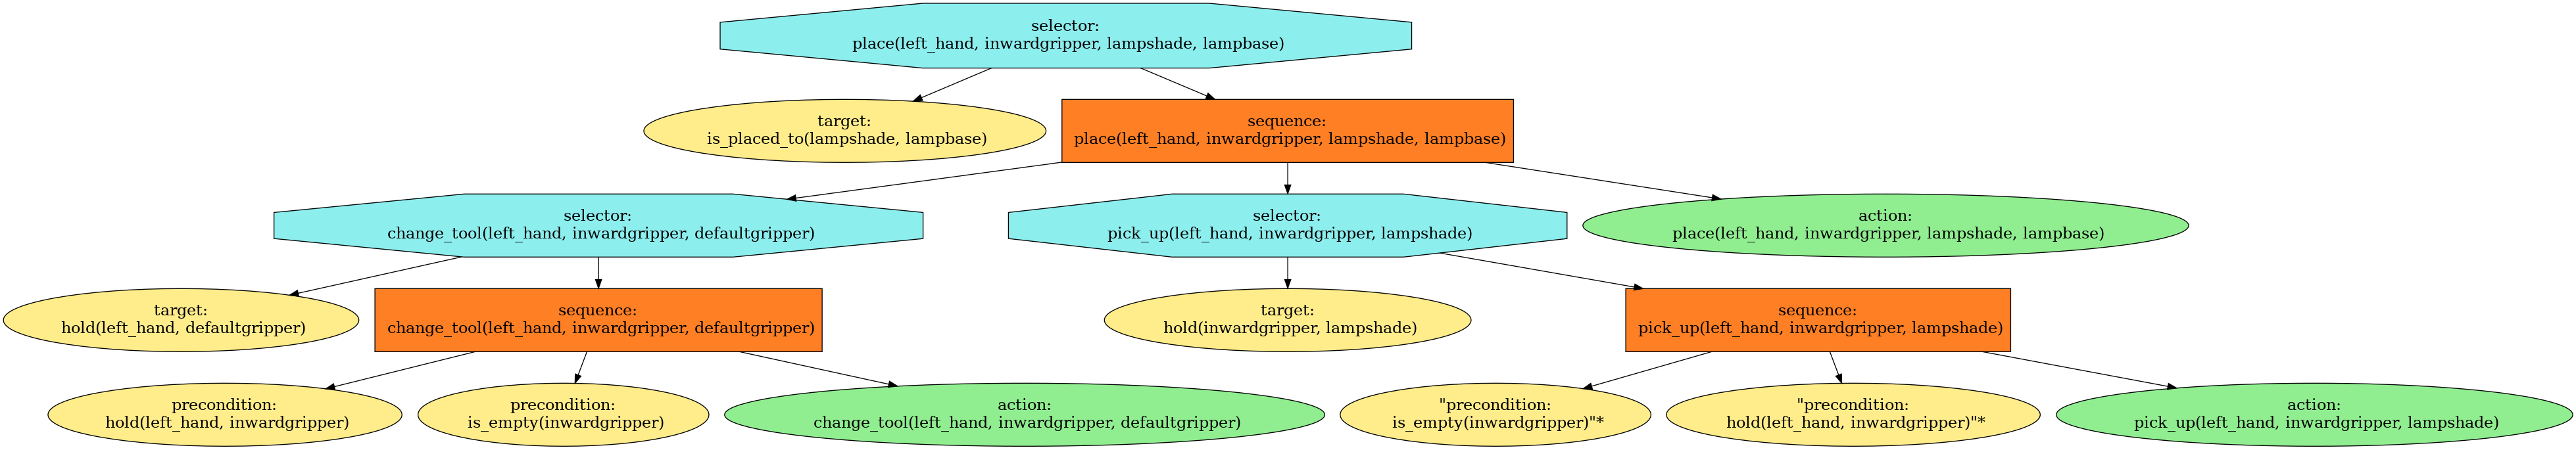 selector:
place(left_hand, inwardgripper, lampshade, lampbase)
target:
is_placed_to(lampshade, lampbase)
sequence:
place(left_hand, inwardgripper, lampshade, lampbase)
selector:
change_tool(left_hand, inwardgripper, defaultgripper)
selector:
pick_up(left_hand, inwardgripper, lampshade)
action:
place(left_hand, inwardgripper, lampshade, lampbase)
target:
hold(left_hand, defaultgripper)
sequence:
change_tool(left_hand, inwardgripper, defaultgripper)
target:
hold(inwardgripper, lampshade)
sequence:
pick_up(left_hand, inwardgripper, lampshade)
precondition:
hold(left_hand, inwardgripper)
precondition:
is_empty(inwardgripper)
action:
change_tool(left_hand, inwardgripper, defaultgripper)
"precondition:
is_empty(inwardgripper)"*
"precondition:
hold(left_hand, inwardgripper)"*
action:
pick_up(left_hand, inwardgripper, lampshade)